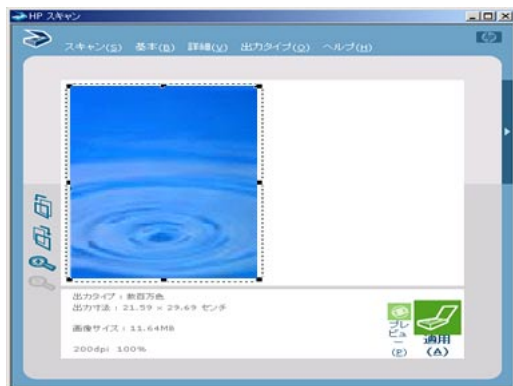 HP スキャン
スキャン(S) 基本(B) 詳細(V) 出力タイプ(O) ヘルプ(H)
出力タイプ : 数百万色
出力寸法 : 21.59 × 29.69 センチ
画像サイズ : 11.64MB
200dpi 100%
プレ
ビュ
ー
(P)
適用
(A)